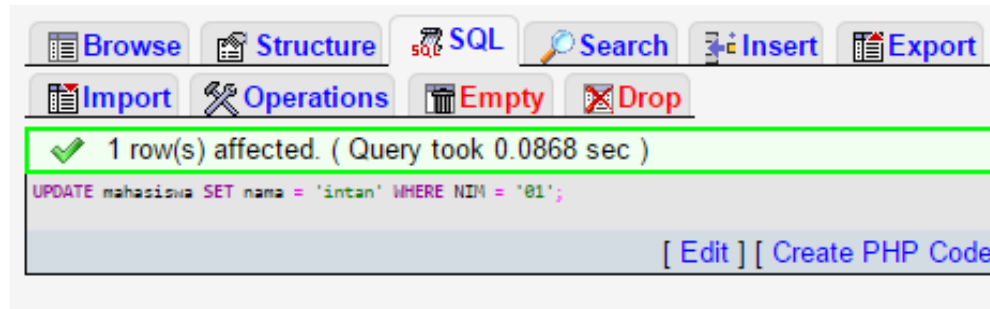 Browse Structure SQL Search Insert Export
Import Operations Empty Drop
1 row(s) affected. ( Query took 0.0868 sec )
UPDATE mahasiswa SET nama = 'intan' WHERE NIM = '01';
[ Edit ] [ Create PHP Code